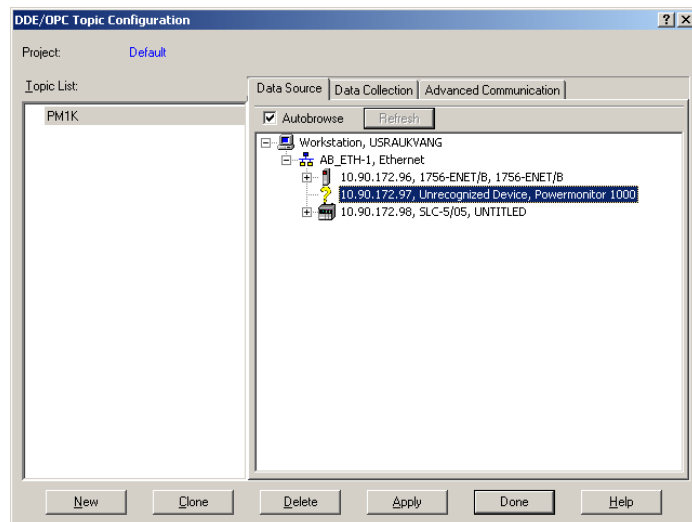 DDE/OPC Topic Configuration
Project: Default
Topic List:
PM1K
Data Source Data Collection Advanced Communication
Autobrowse Refresh
Workstation, USRAUKVANG
AB_ETH-1, Ethernet
10.90.172.96, 1756-ENET/B, 1756-ENET/B
10.90.172.97, Unrecognized Device, Powermonitor 1000
10.90.172.98, SLC-5/05, UNTITLED
New Clone Delete Apply Done Help